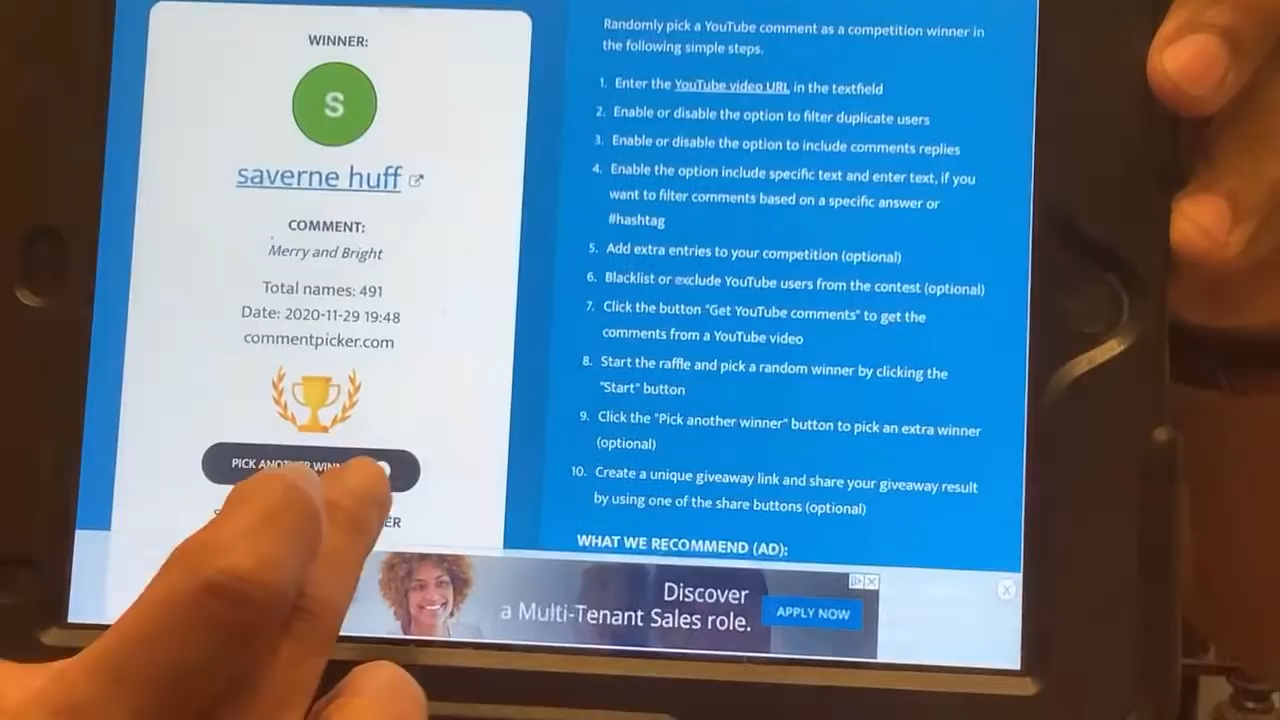 WINNER:
S
saverne huff
COMMENT:
Merry and Bright
Total names: 491
Date: 2020-11-29 19:48
commentpicker.com
PICK ANOTHER WINN
ER
Randomly pick a YouTube comment as a competition winner in
the following simple steps.
1. Enter the YouTube video URL in the textfield
2. Enable or disable the option to filter duplicate users
3. Enable or disable the option to include comments replies
4. Enable the option include specific text and enter text, if you
want to filter comments based on a specific answer or
#hashtag
5. Add extra entries to your competition (optional)
6. Blacklist or exclude YouTube users from the contest (optional)
7. Click the button "Get YouTube comments" to get the
comments from a YouTube video
8. Start the raffle and pick a random winner by clicking the
"Start" button
9. Click the "Pick another winner" button to pick an extra winner
(optional)
10. Create a unique giveaway link and share your giveaway result
by using one of the share buttons (optional)
WHAT WE RECOMMEND (AD):
Discover
a Multi-Tenant Sales role.
APPLY NOW